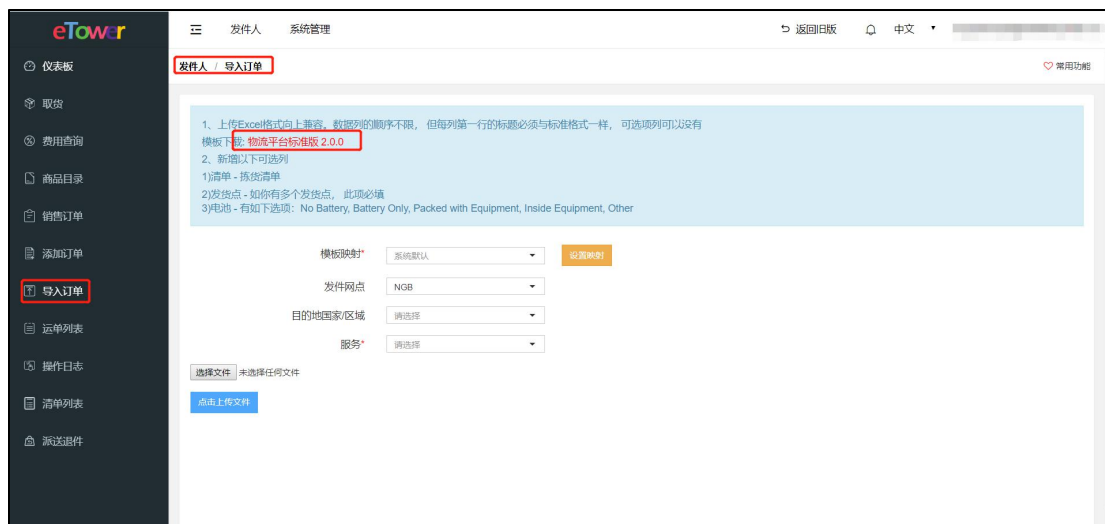 eTower
发件人 系统管理 返回旧版 中文
仪表板
发件人 / 导入订单 常用功能
取货
费用查询
商品目录
销售订单
添加订单
导入订单
运单列表
操作日志
清单列表
派送退件
1、上传Excel格式向上兼容。数据列的顺序不限， 但每列第一行的标题必须与标准格式一样， 可选项列可以没有
模板下载: 物流平台标准版 2.0.0
2、新增以下可选列
1)清单 - 拣货清单
2)发货点 - 如你有多个发货点， 此项必填
3)电池 - 有如下选项：No Battery, Battery Only, Packed with Equipment, Inside Equipment, Other
模板映射* 系统默认 设置映射
发件网点 NGB
目的地国家/区域 请选择
服务* 请选择
选择文件 未选择任何文件
点击上传文件